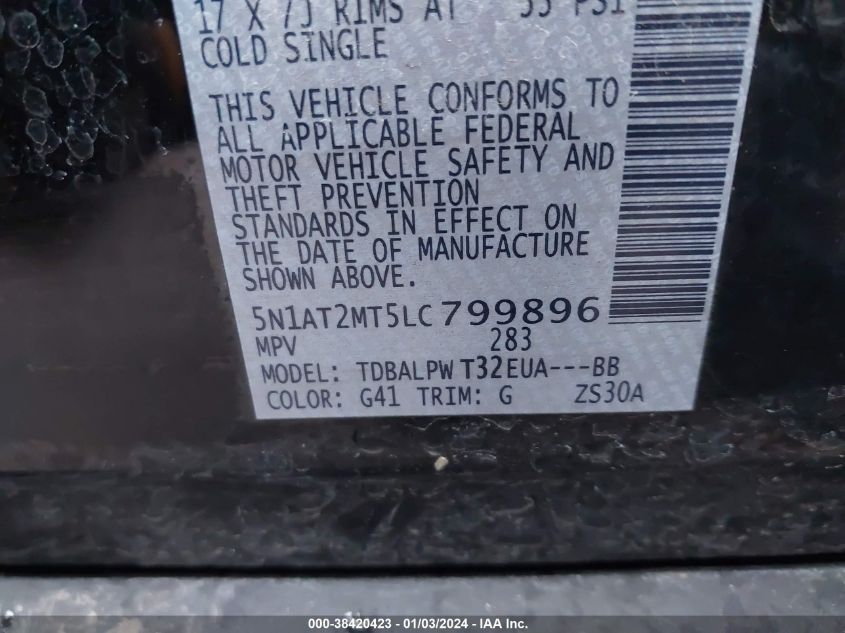 17 X 7J RIMS AT PSI
COLD SINGLE
THIS VEHICLE CONFORMS TO
ALL APPLICABLE FEDERAL
MOTOR VEHICLE SAFETY AND
THEFT PREVENTION
STANDARDS IN EFFECT ON
THE DATE OF MANUFACTURE
SHOWN ABOVE.
5N1AT2MT5LC799896
MPV 283
MODEL: TDBALPW T32EUA---BB
COLOR: G41 TRIM: G ZS30A
000-38420423 - 01/03/2024 - IAA Inc.